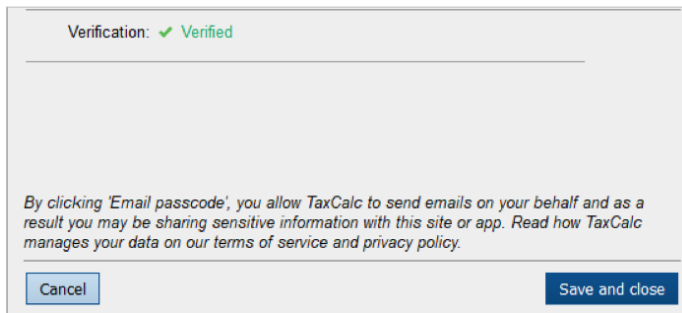 Verification: ✔ Verified
By clicking 'Email passcode', you allow TaxCalc to send emails on your behalf and as a
result you may be sharing sensitive information with this site or app. Read how TaxCalc
manages your data on our terms of service and privacy policy.
Cancel Save and close